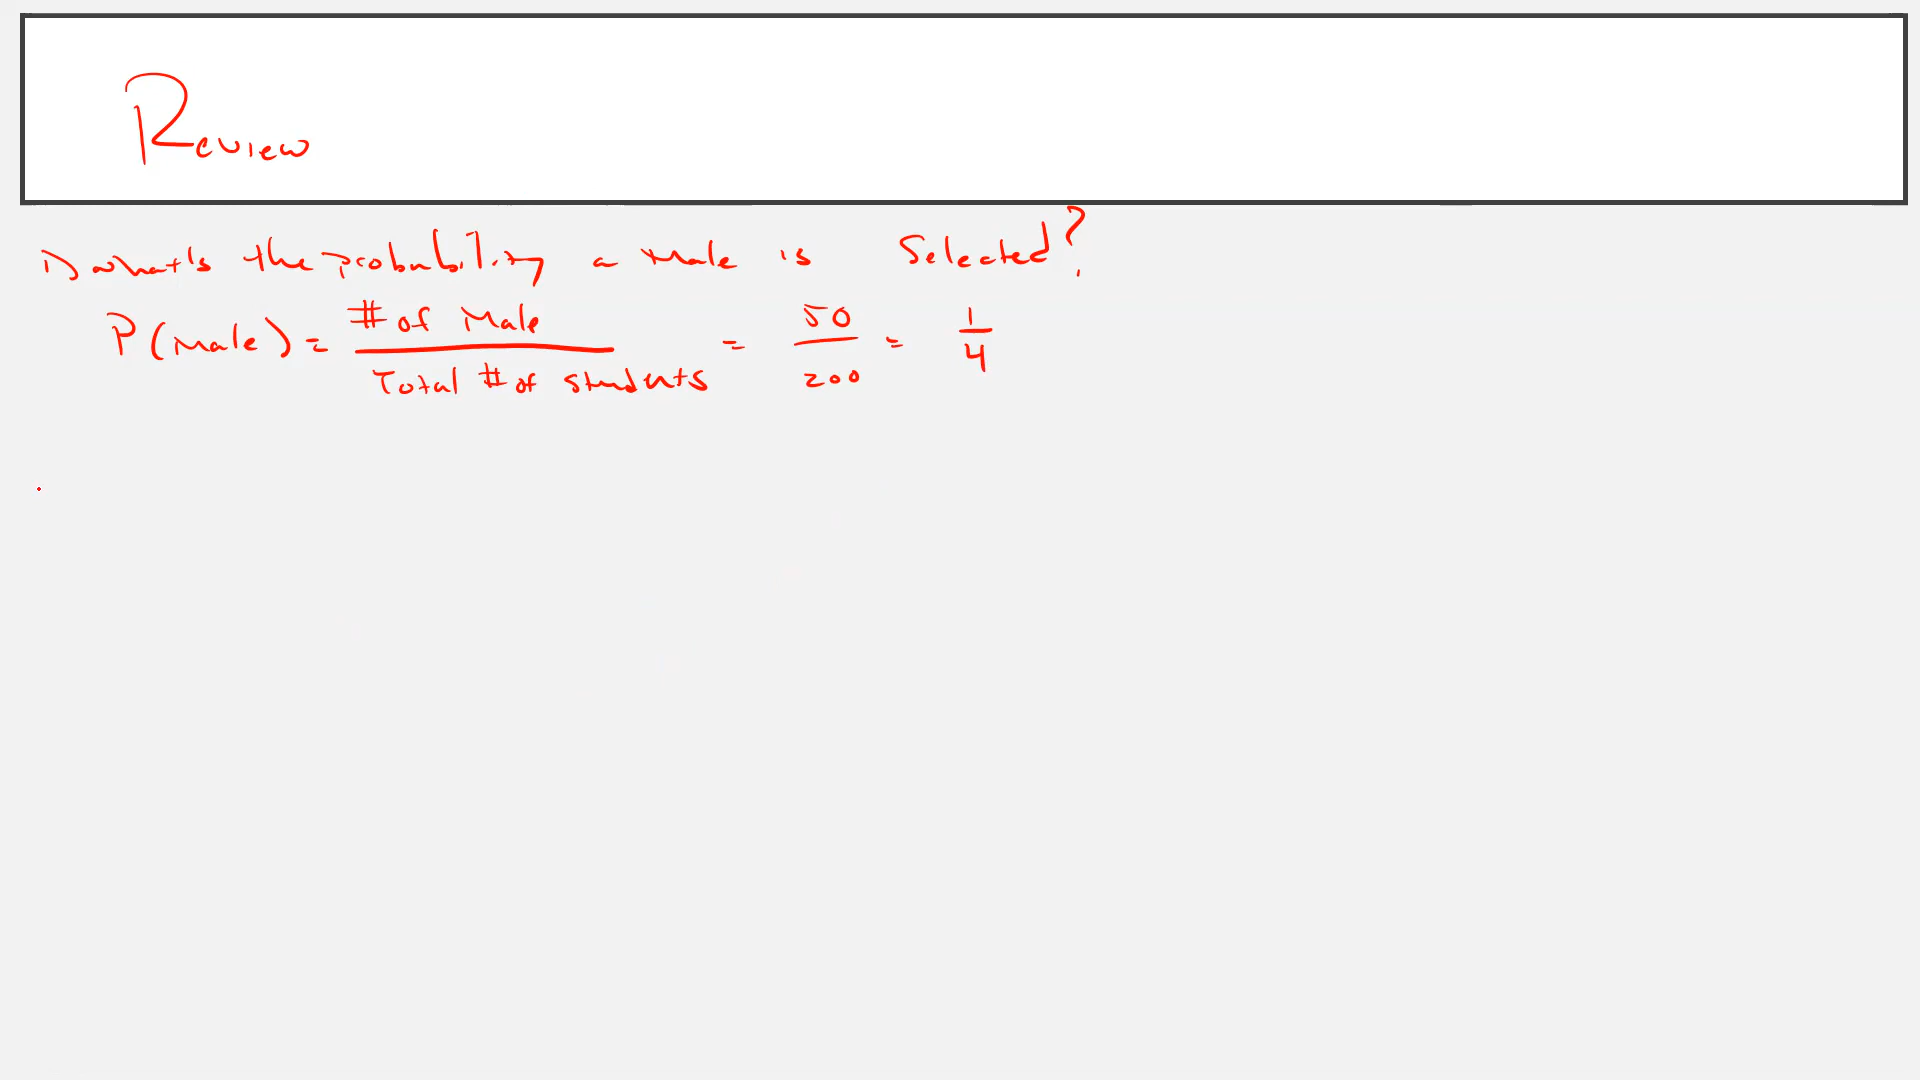 Review
1) what's the probability a Male is Selected?
P(Male) = # of Male / Total # of students = 50/200 = 1/4